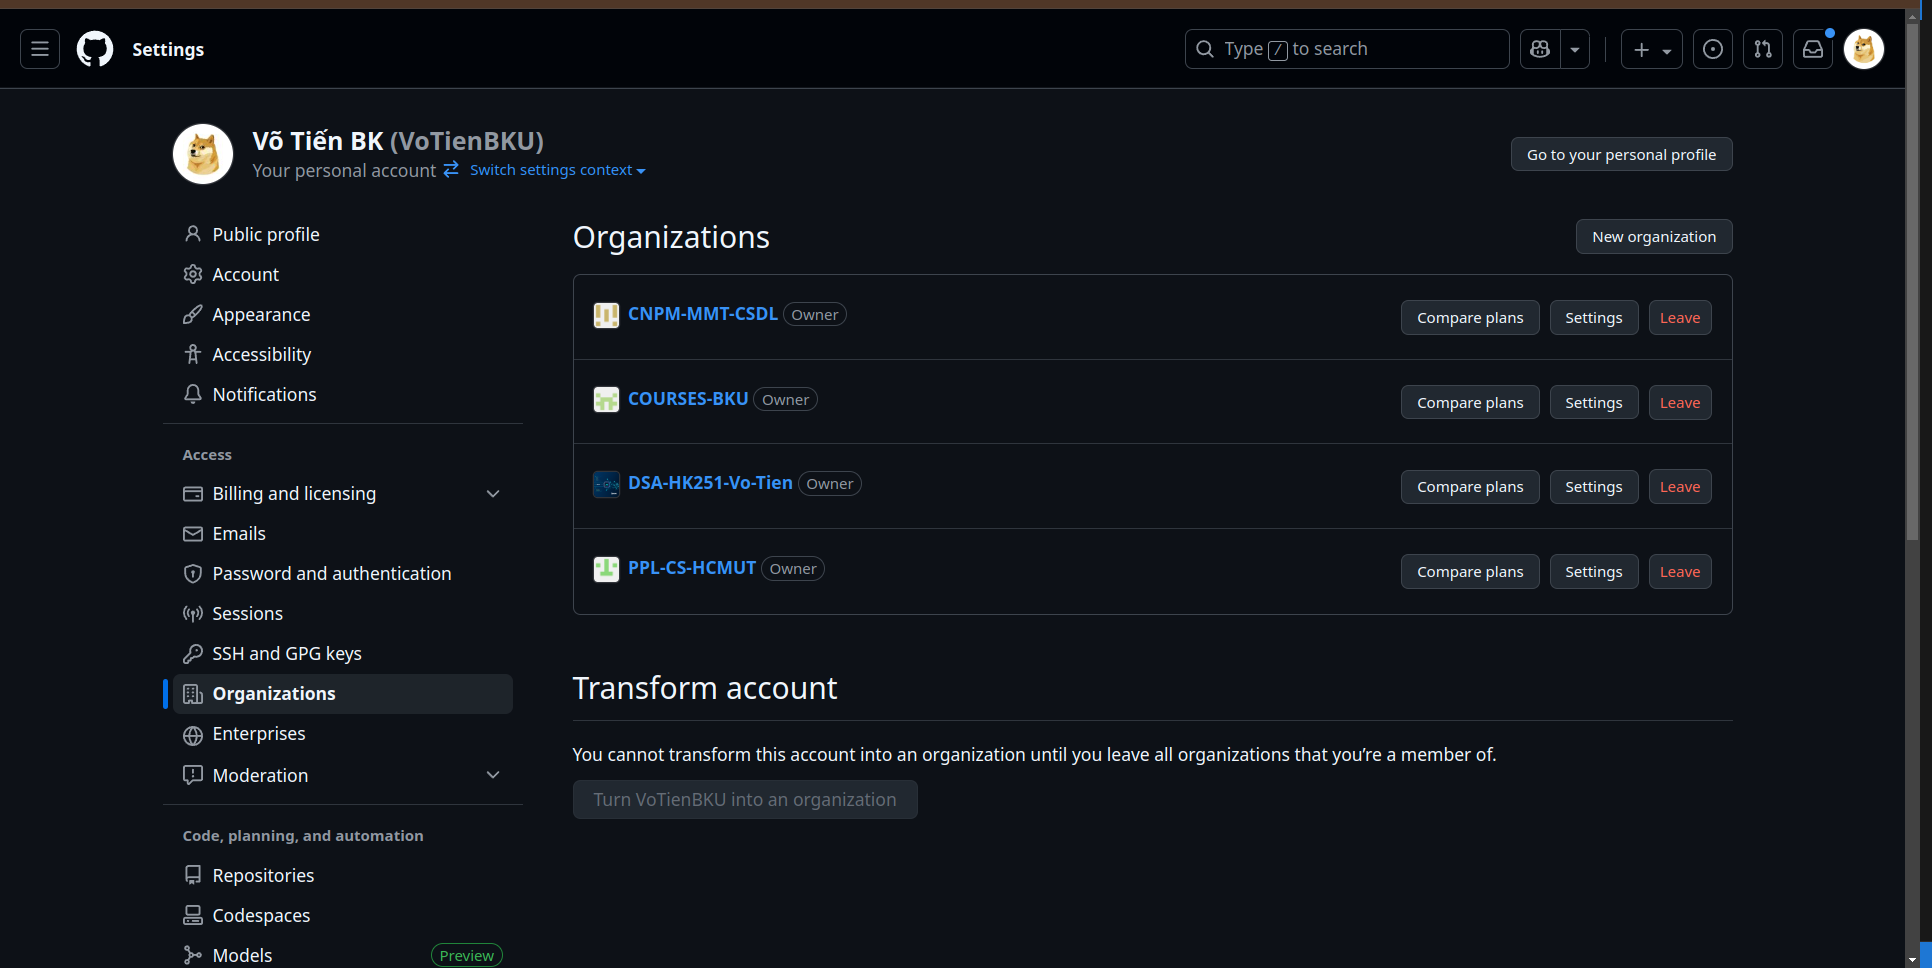 Settings
Type / to search
Võ Tiến BK (VoTienBKU)
Your personal account Switch settings context
Go to your personal profile
Public profile
Account
Appearance
Accessibility
Notifications
Access
Billing and licensing
Emails
Password and authentication
Sessions
SSH and GPG keys
Organizations
Enterprises
Moderation
Code, planning, and automation
Repositories
Codespaces
Models Preview
Organizations
New organization
CNPM-MMT-CSDL Owner Compare plans Settings Leave
COURSES-BKU Owner Compare plans Settings Leave
DSA-HK251-Vo-Tien Owner Compare plans Settings Leave
PPL-CS-HCMUT Owner Compare plans Settings Leave
Transform account
You cannot transform this account into an organization until you leave all organizations that you’re a member of.
Turn VoTienBKU into an organization